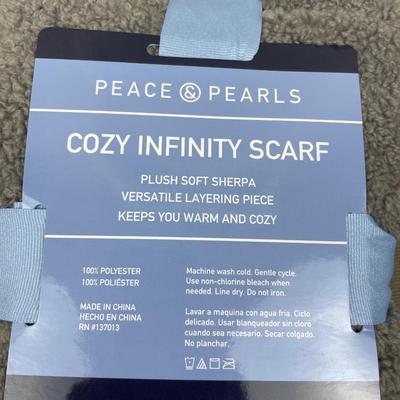 PEACE & PEARLS
COZY INFINITY SCARF
PLUSH SOFT SHERPA
VERSATILE LAYERING PIECE
KEEPS YOU WARM AND COZY
100% POLYESTER
100% POLIÉSTER
MADE IN CHINA
HECHO EN CHINA
RN #137013
Machine wash cold. Gentle cycle.
Use non-chlorine bleach when
needed. Line dry. Do not iron.
Lavar a maquina con agua fria. Ciclo
delicado. Usar blanqueador sin cloro
cuando sea necesario. Secar colgado.
No planchar.